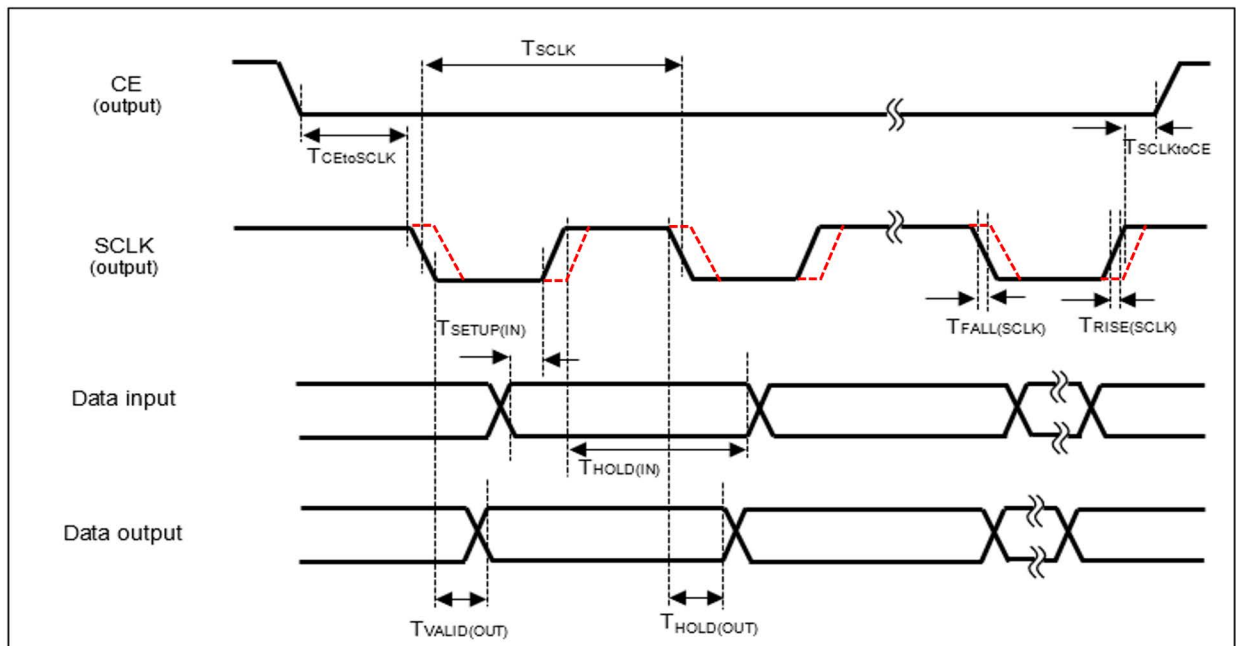 TSCLK
CE
(output)
TCEtoSCLK
TSCLKtoCE
SCLK
(output)
TSETUP(IN)
TFALL(SCLK)
TRISE(SCLK)
Data input
THOLD(IN)
Data output
TVALID(OUT)
THOLD(OUT)